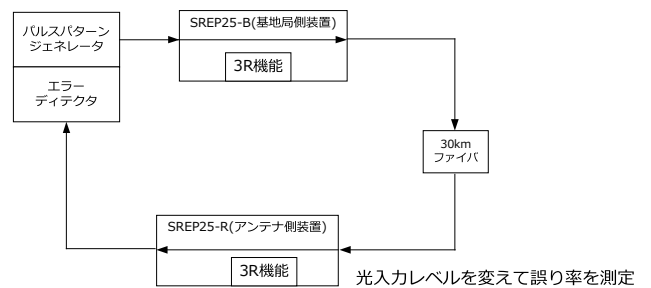 パルスパターン
ジェネレータ
エラー
ディテクタ
SREP25-B(基地局側装置)
3R機能
30km
ファイバ
SREP25-R(アンテナ側装置)
3R機能
光入力レベルを変えて誤り率を測定